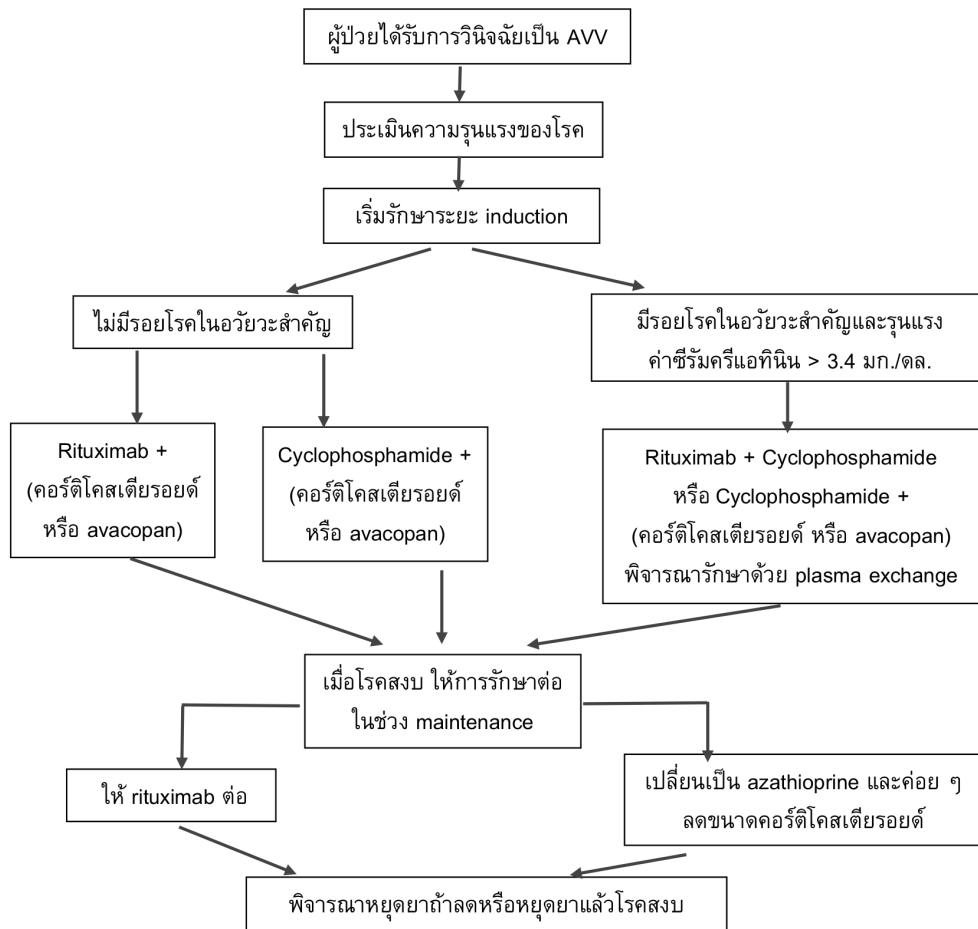 ผู้ป่วยได้รับการวินิจฉัยเป็น AVV
ประเมินความรุนแรงของโรค
เริ่มรักษาระยะ induction
ไม่มีรอยโรคในอวัยวะสำคัญ
มีรอยโรคในอวัยวะสำคัญและรุนแรง
ค่าซีรัมครีแอทินิน > 3.4 มก./ดล.
Rituximab +
(คอร์ติโคสเตียรอยด์
หรือ avacopan)
Cyclophosphamide +
(คอร์ติโคสเตียรอยด์
หรือ avacopan)
Rituximab + Cyclophosphamide
หรือ Cyclophosphamide +
(คอร์ติโคสเตียรอยด์ หรือ avacopan)
พิจารณารักษาด้วย plasma exchange
เมื่อโรคสงบ ให้การรักษาต่อ
ในช่วง maintenance
ให้ rituximab ต่อ
เปลี่ยนเป็น azathioprine และค่อย ๆ
ลดขนาดคอร์ติโคสเตียรอยด์
พิจารณาหยุดยาถ้าลดหรือหยุดยาแล้วโรคสงบ